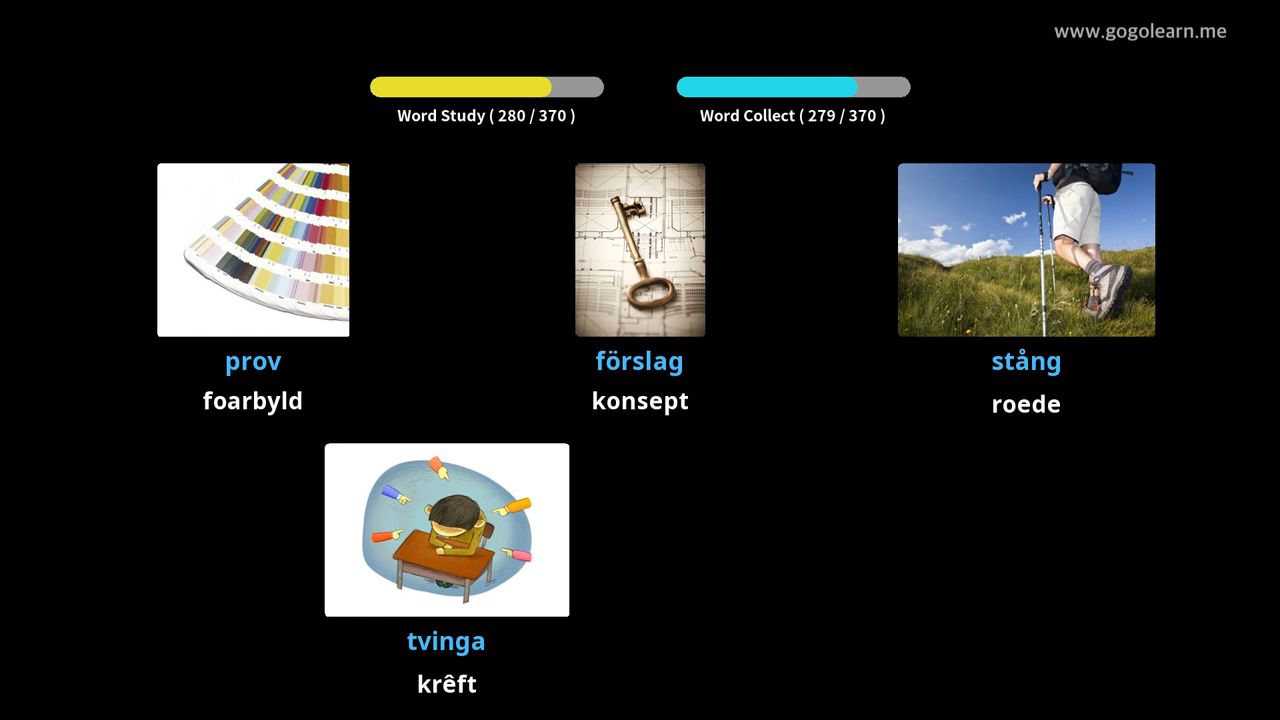 www.gogolearn.me
Word Study ( 280 / 370 )
Word Collect ( 279 / 370 )
prov
förslag
stång
foarbyld
konsept
roede
tvinga
krêft